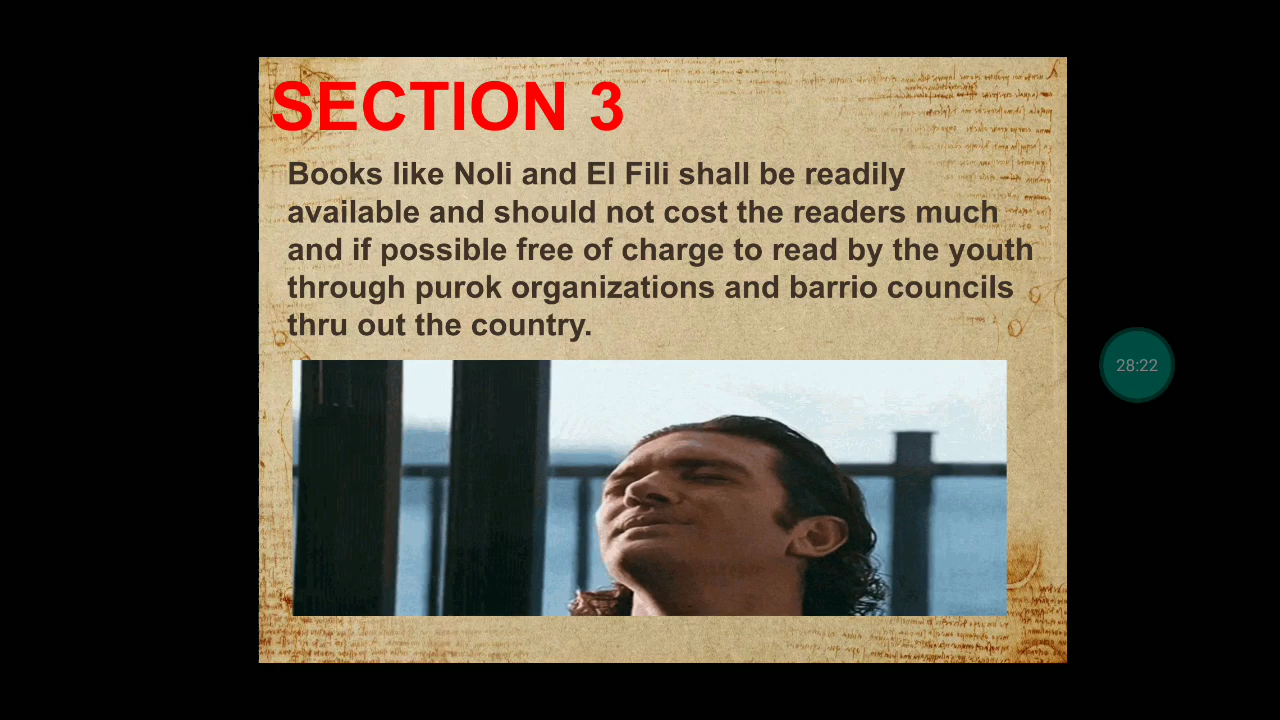 SECTION 3
Books like Noli and El Fili shall be readily
available and should not cost the readers much
and if possible free of charge to read by the youth
through purok organizations and barrio councils
thru out the country.
28:22